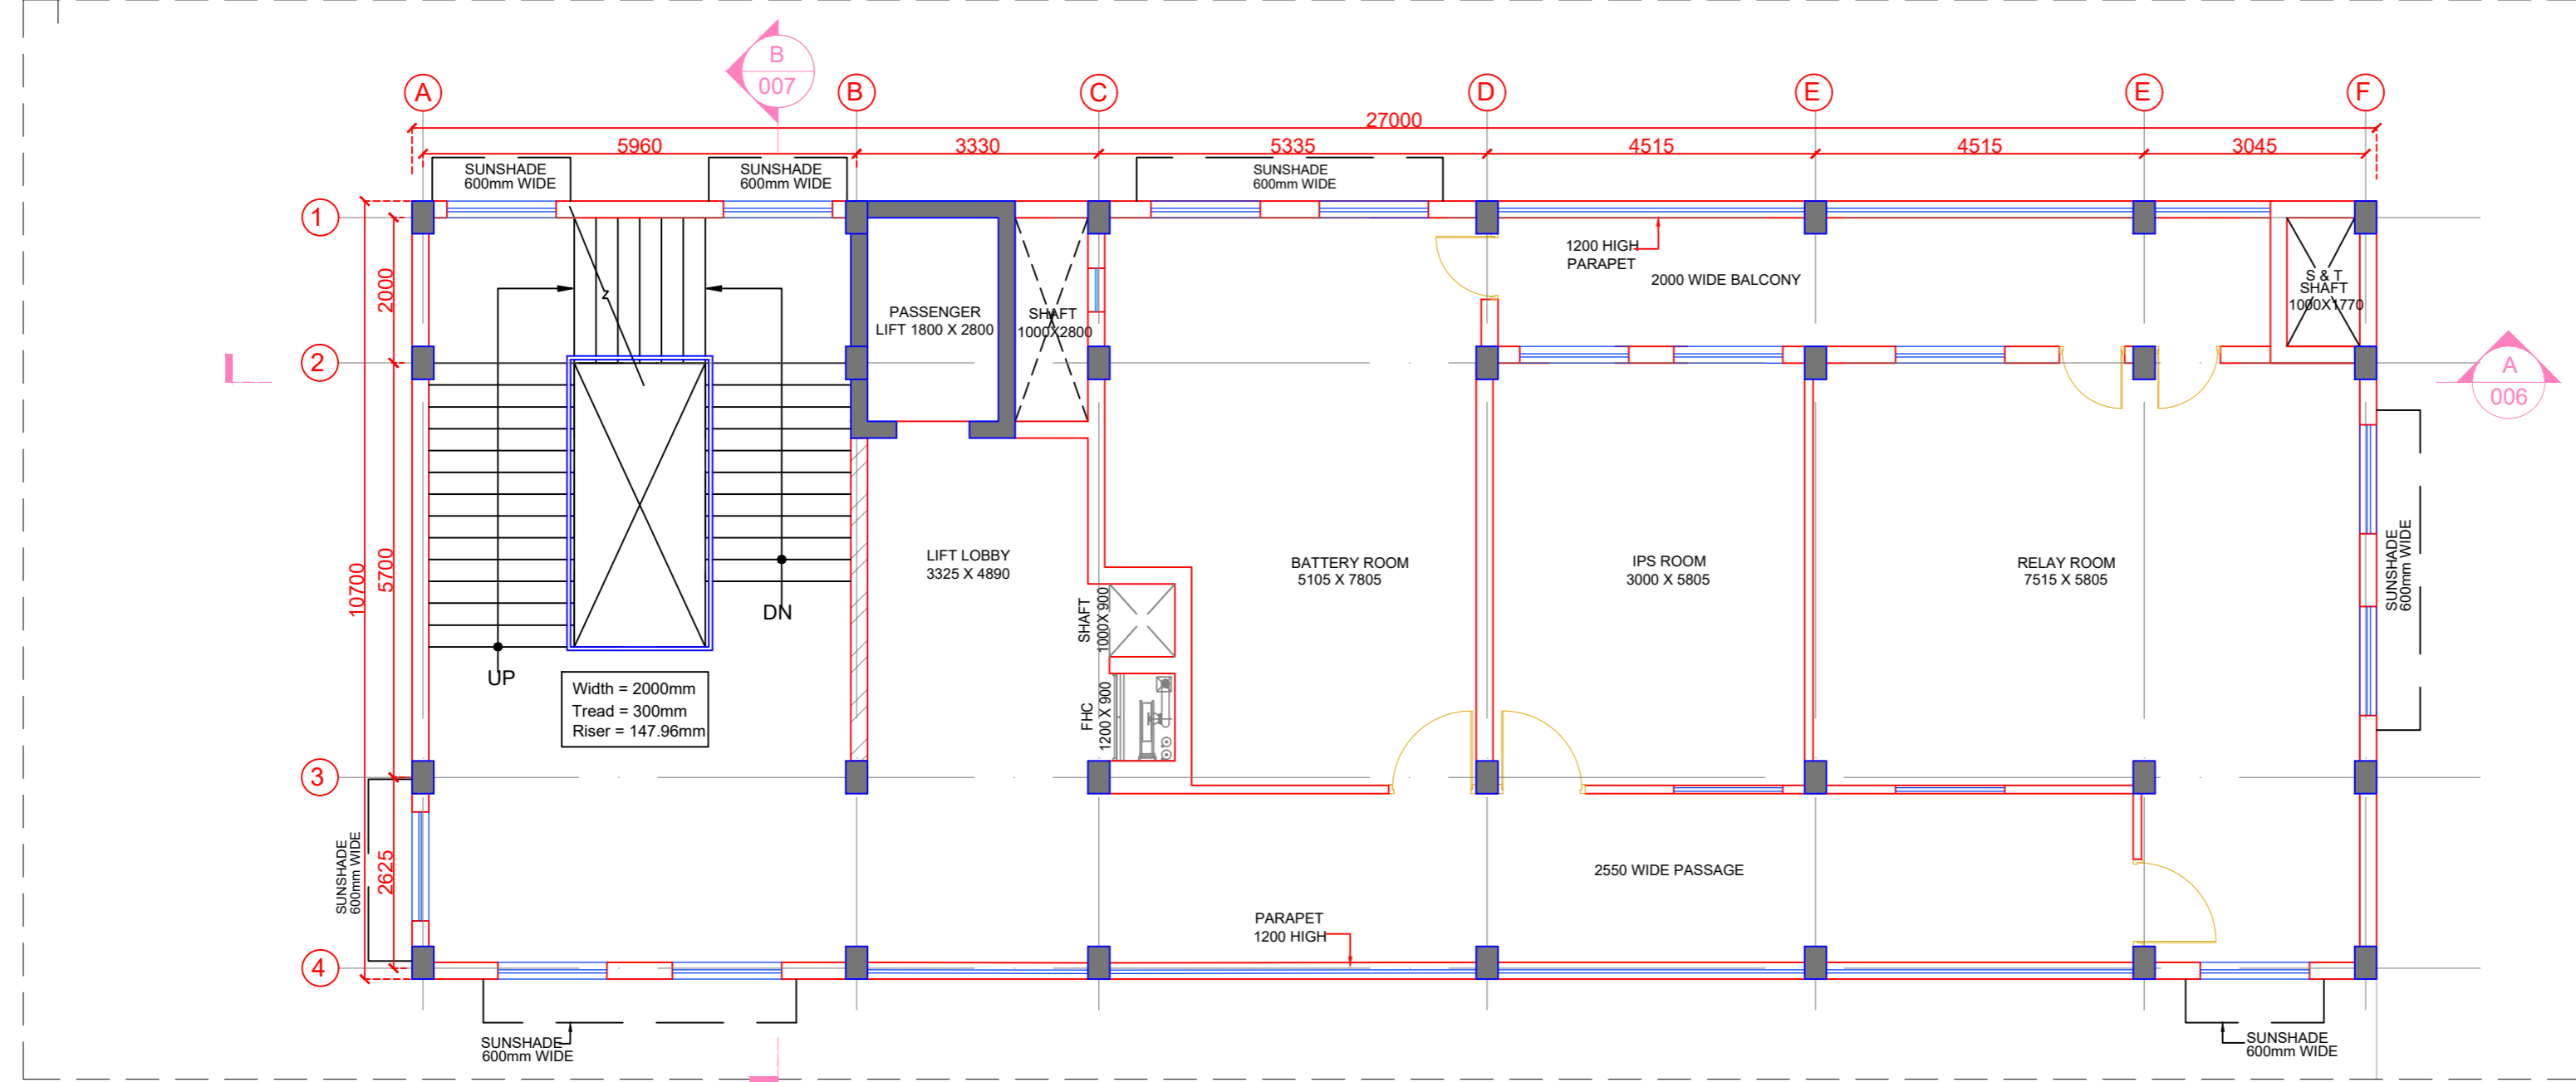 B
007
A
B
C
D
E
E
F
27000
5960
3330
5335
4515
4515
3045
SUNSHADE
600mm WIDE
SUNSHADE
600mm WIDE
SUNSHADE
600mm WIDE
1
2
3
4
2000
5700
10700
2625
1200 HIGH
PARAPET
2000 WIDE BALCONY
S & T
SHAFT
1000X1770
PASSENGER
LIFT 1800 X 2800
SHAFT
1000X2800
A
006
LIFT LOBBY
3325 X 4890
BATTERY ROOM
5105 X 7805
IPS ROOM
3000 X 5805
RELAY ROOM
7515 X 5805
SUNSHADE
600mm WIDE
SHAFT
1000X 900
FHC
1200 X 900
DN
UP
Width = 2000mm
Tread = 300mm
Riser = 147.96mm
SUNSHADE
600mm WIDE
2550 WIDE PASSAGE
PARAPET
1200 HIGH
SUNSHADE
600mm WIDE
SUNSHADE
600mm WIDE